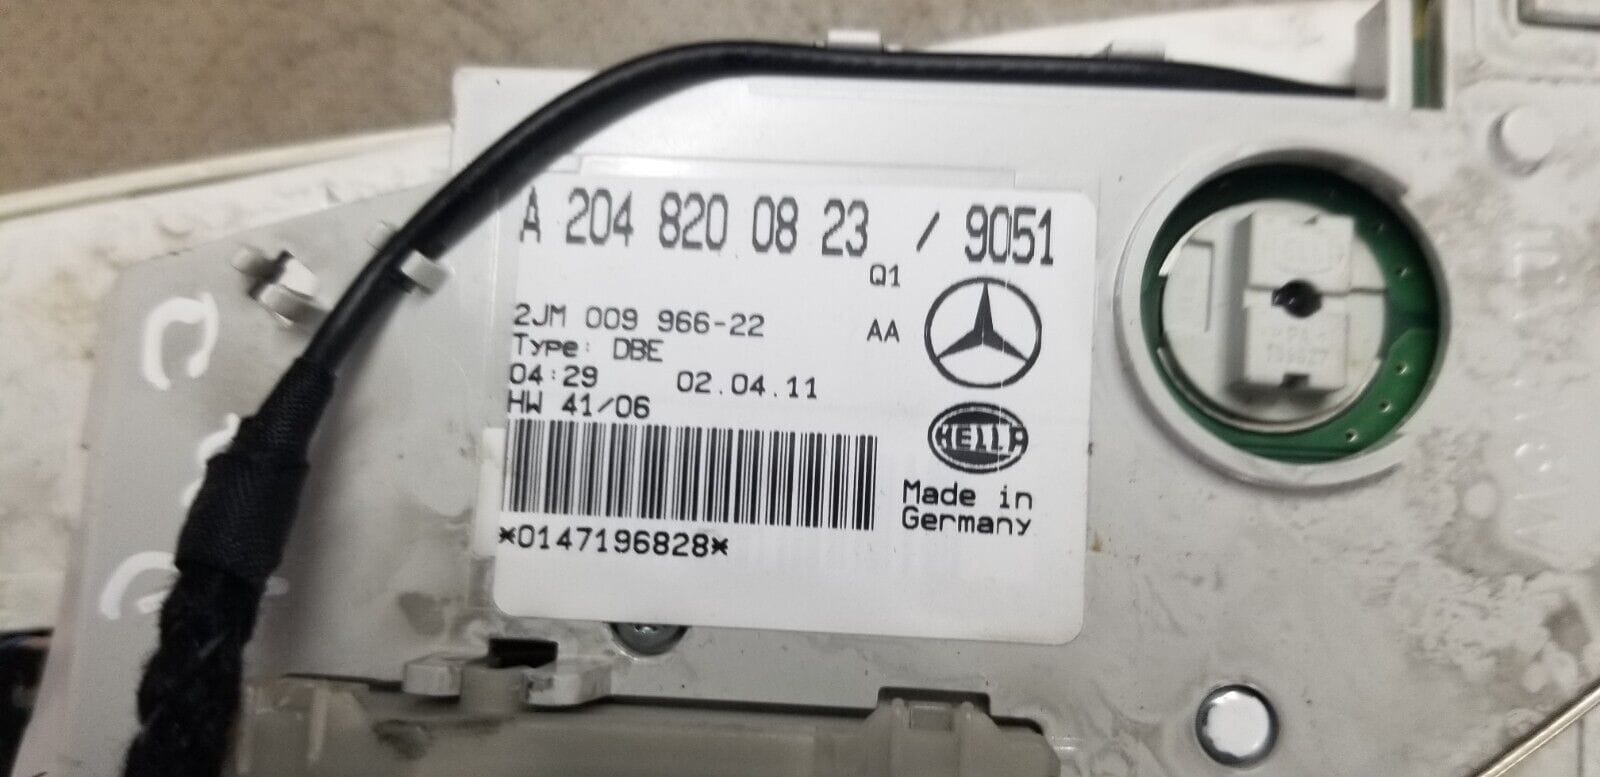 A 204 820 08 23 / 9051
Q1
2JM 009 966-22 AA
Type: DBE
04:29 02.04.11
HW 41/06
HELLA
Made in
Germany
*0147196828*